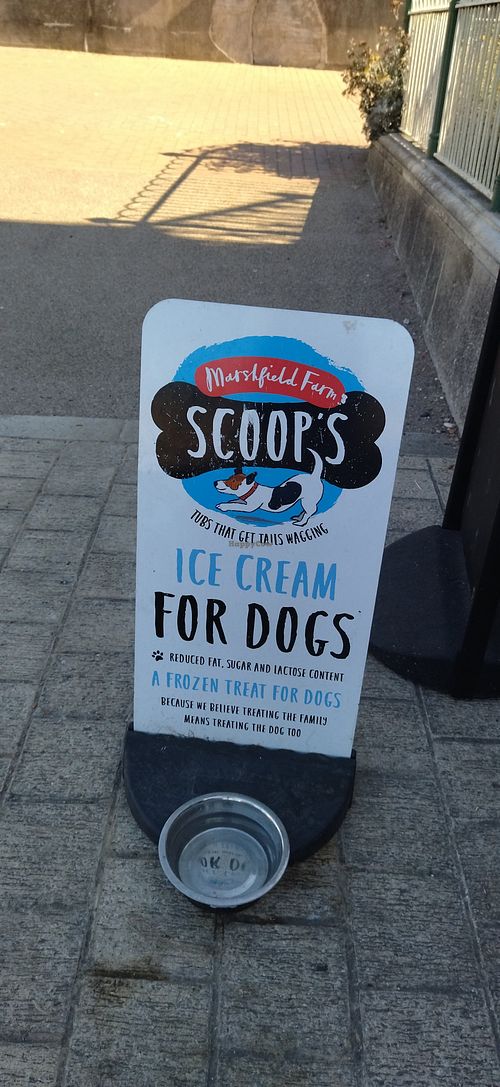 Marshfield Farm
SCOOP'S
TUBS THAT GET TAILS WAGGING
HappyCow
ICE CREAM
FOR DOGS
REDUCED FAT, SUGAR AND LACTOSE CONTENT
A FROZEN TREAT FOR DOGS
BECAUSE WE BELIEVE TREATING THE FAMILY
MEANS TREATING THE DOG TOO